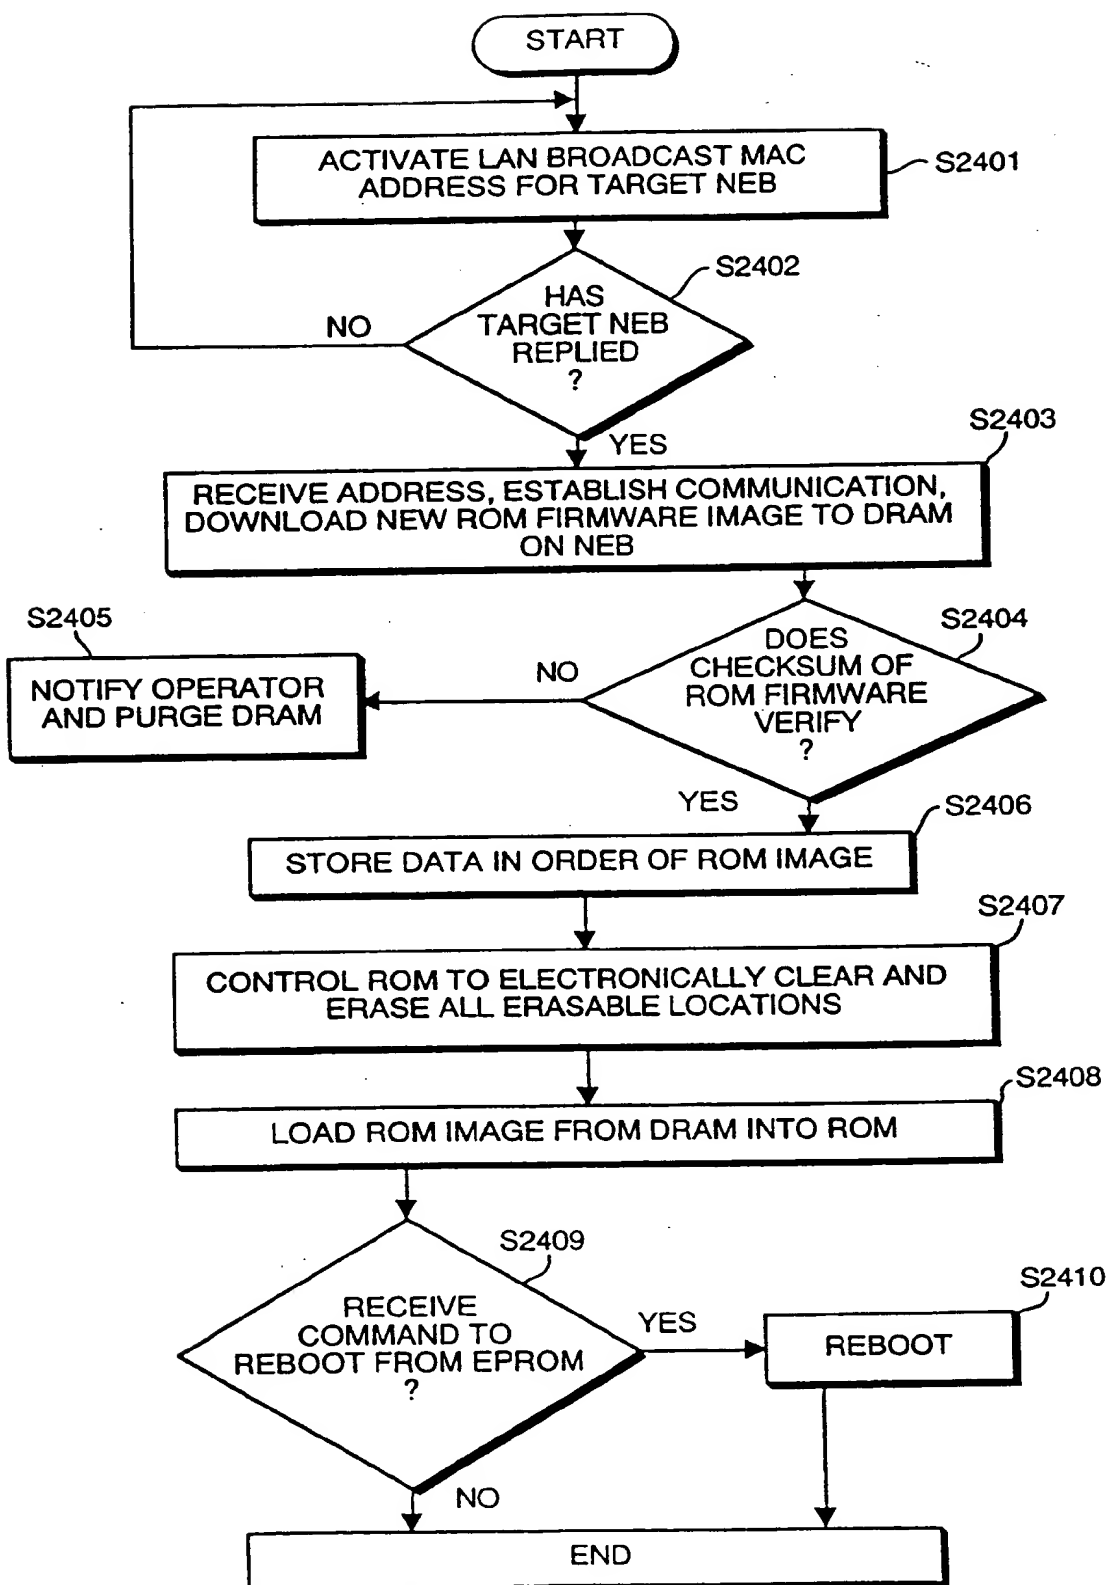 START
ACTIVATE LAN BROADCAST MAC
ADDRESS FOR TARGET NEB
S2401
S2402
HAS
TARGET NEB
REPLIED
?
NO
YES
S2403
RECEIVE ADDRESS, ESTABLISH COMMUNICATION,
DOWNLOAD NEW ROM FIRMWARE IMAGE TO DRAM
ON NEB
S2404
DOES
CHECKSUM OF
ROM FIRMWARE
VERIFY
?
NO
S2405
NOTIFY OPERATOR
AND PURGE DRAM
YES
S2406
STORE DATA IN ORDER OF ROM IMAGE
S2407
CONTROL ROM TO ELECTRONICALLY CLEAR AND
ERASE ALL ERASABLE LOCATIONS
S2408
LOAD ROM IMAGE FROM DRAM INTO ROM
S2409
RECEIVE
COMMAND TO
REBOOT FROM EPROM
?
YES
S2410
REBOOT
NO
END